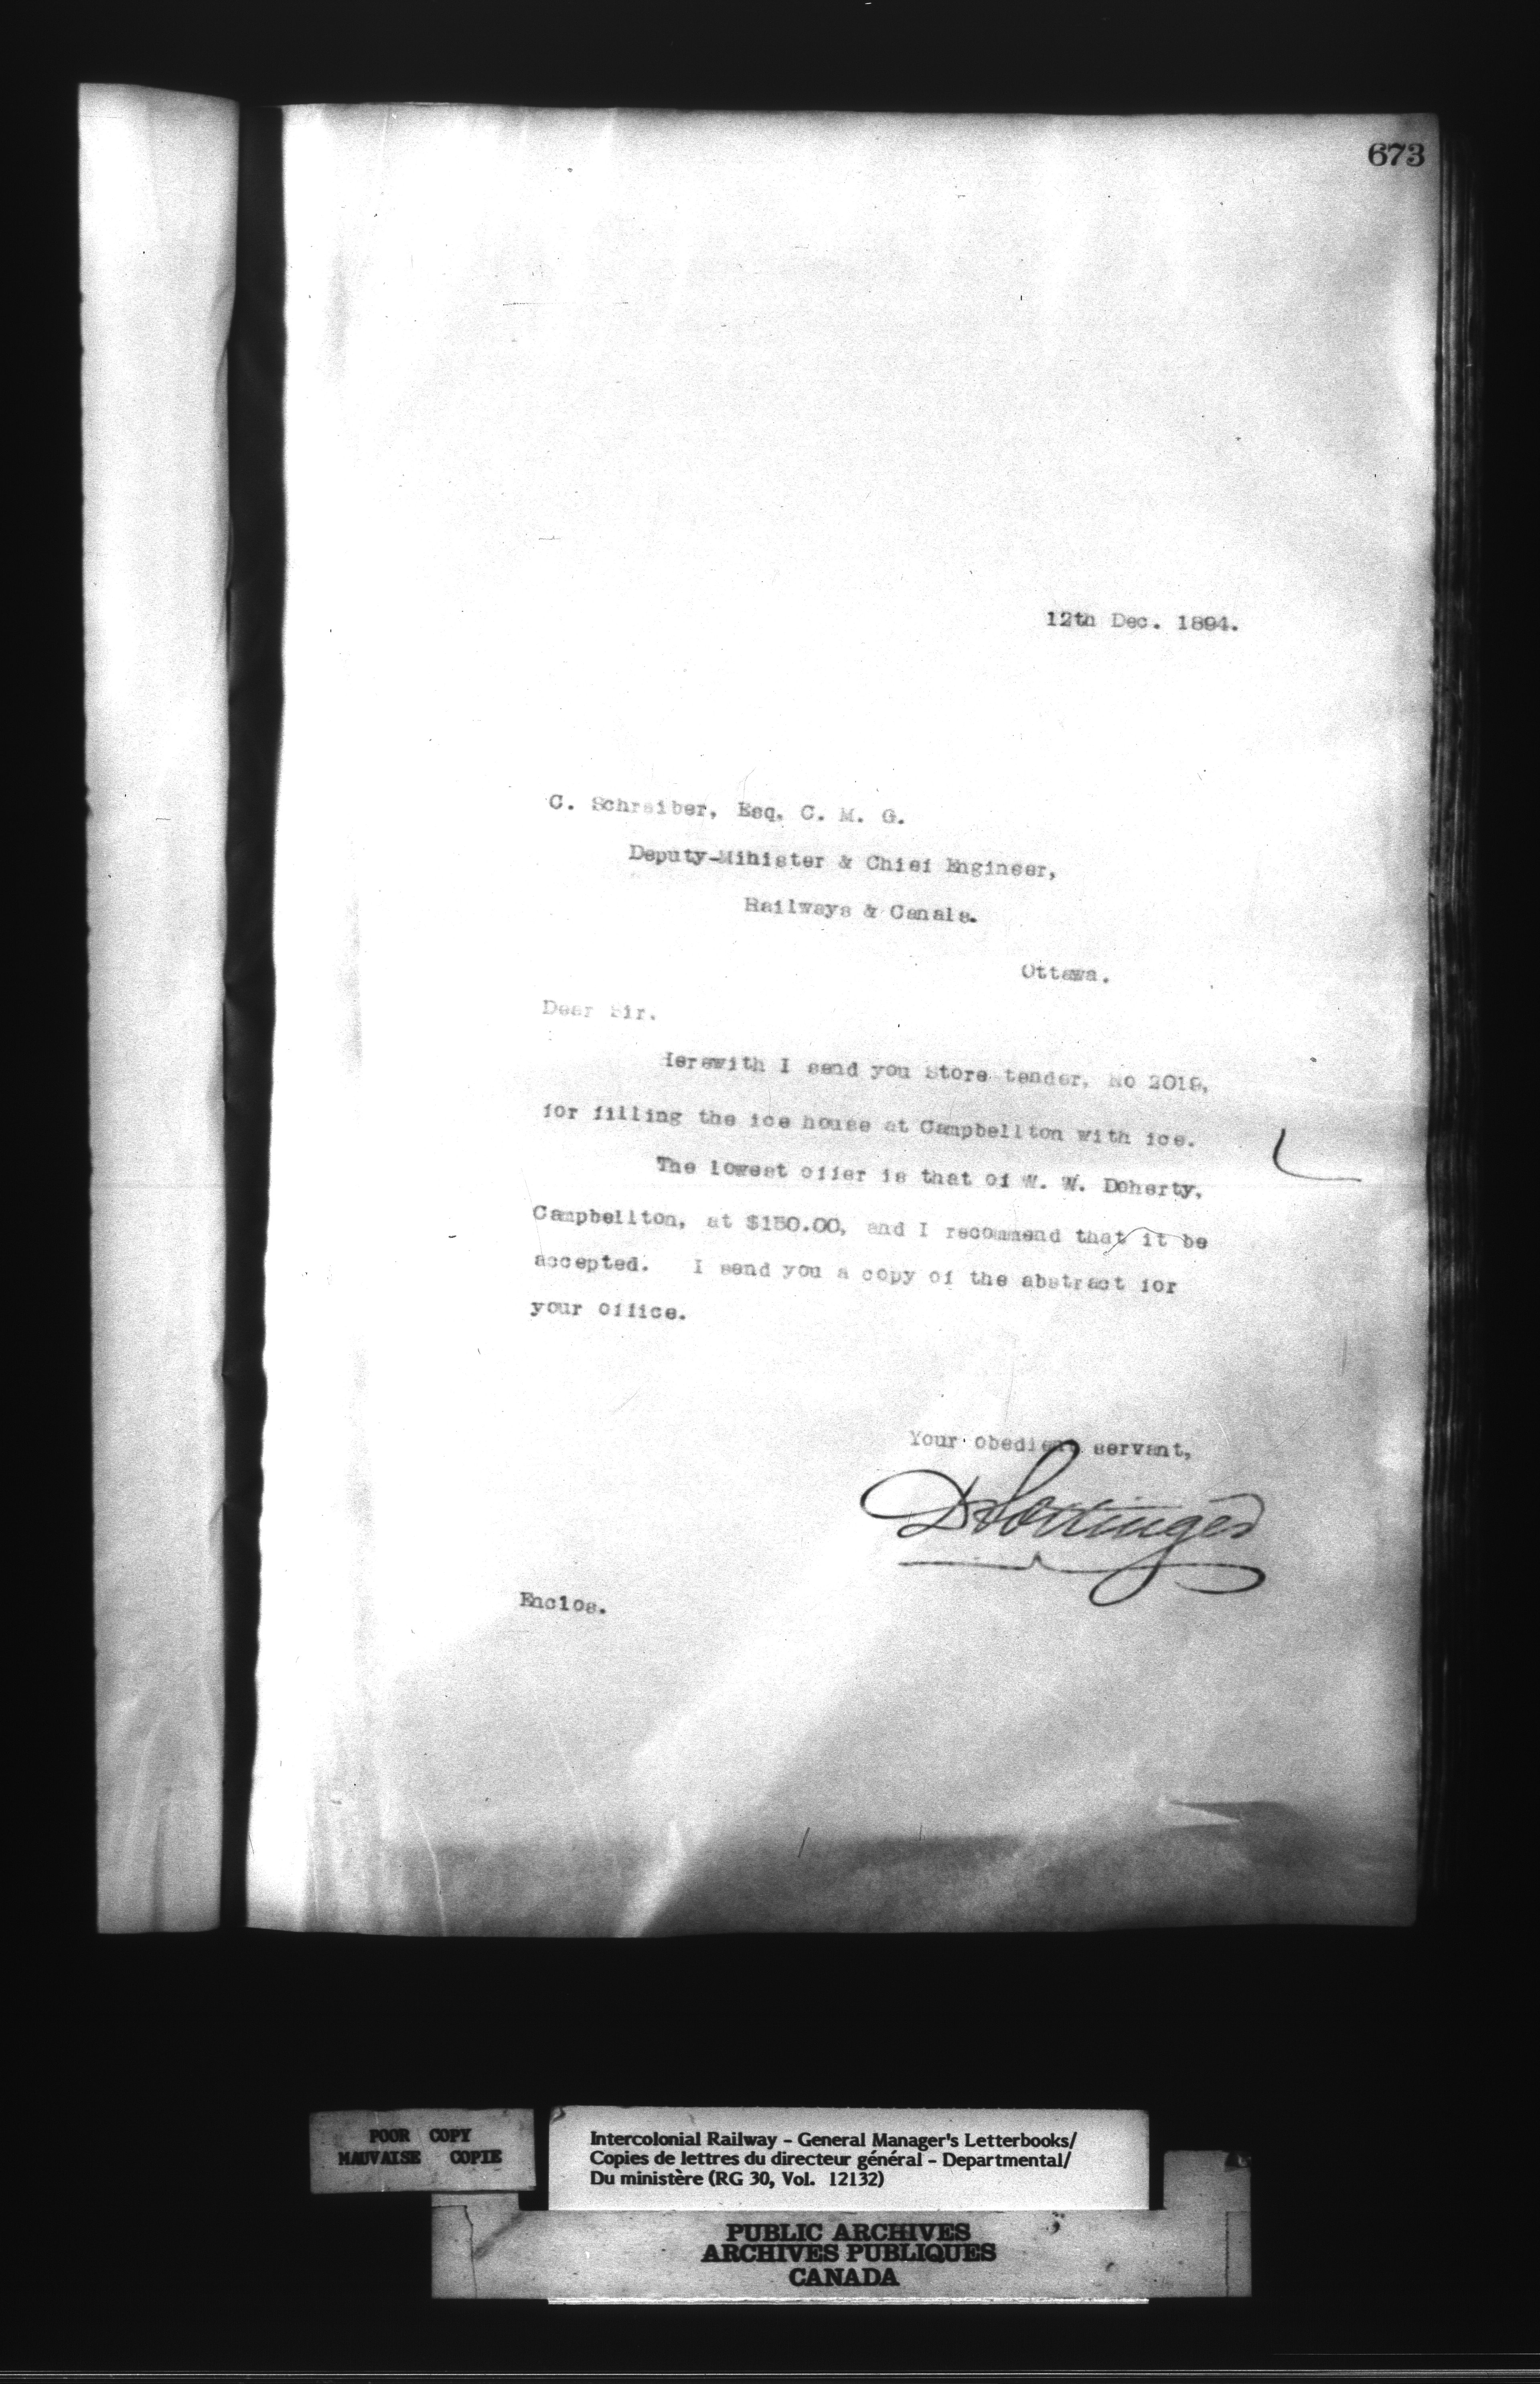 673
12th Dec. 1894.
C. Schreiber, Esq. C. M. G.
Deputy-Minister & Chief Engineer,
Railways & Canals.
Ottawa.
Dear Sir.
Herewith I send you Store tender, No 2019,
for filling the ice house at Campbellton with ice.
The lowest offer is that of W. W. Doherty,
Campbellton, at $150.00, and I recommend that it be
accepted. I send you a copy of the abstract for
your Office.
Your obedient servant,
D Pottinger
Enclos.
POOR COPY
MAUVAISE COPIE
Intercolonial Railway - General Manager's Letterbooks/
Copies de lettres du directeur général - Departmental/
Du ministère (RG 30, Vol. 12132)
PUBLIC ARCHIVES
ARCHIVES PUBLIQUES
CANADA